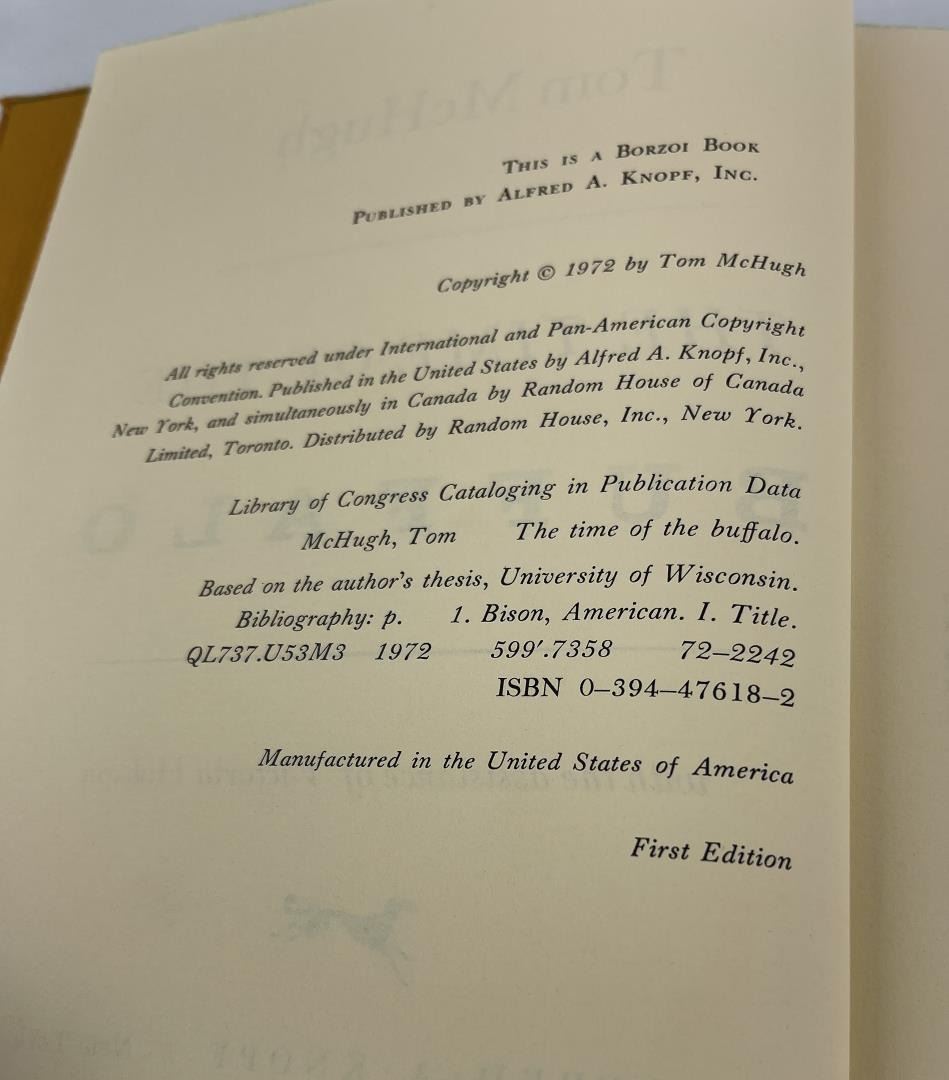 THIS IS A BORZOI BOOK
PUBLISHED BY ALFRED A. KNOPF, INC.
Copyright © 1972 by Tom McHugh
All rights reserved under International and Pan-American Copyright
Convention. Published in the United States by Alfred A. Knopf, Inc.,
New York, and simultaneously in Canada by Random House of Canada
Limited, Toronto. Distributed by Random House, Inc., New York.
Library of Congress Cataloging in Publication Data
McHugh, Tom The time of the buffalo.
Based on the author's thesis, University of Wisconsin.
Bibliography: p. 1. Bison, American. I. Title.
QL737.U53M3 1972 599'.7358 72–2242
ISBN 0–394–47618–2
Manufactured in the United States of America
First Edition